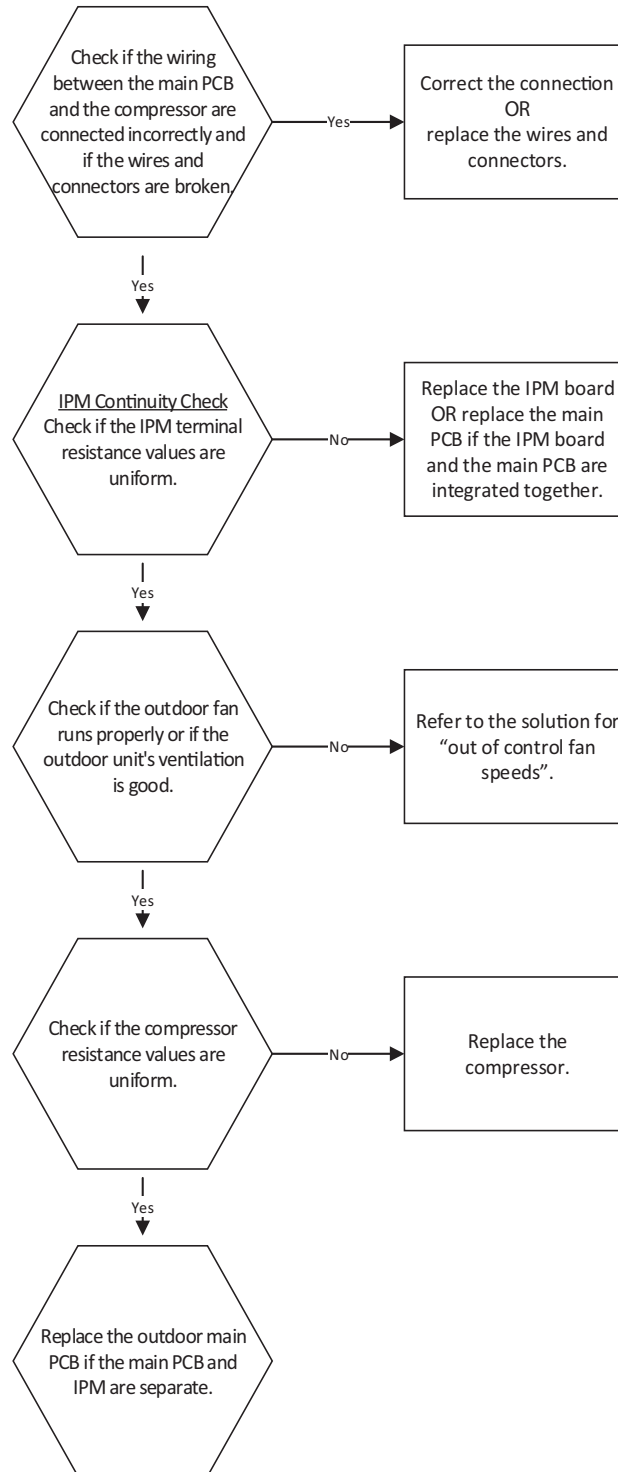 Check if the wiring
between the main PCB
and the compressor are
connected incorrectly and
if the wires and
connectors are broken.
Yes
Correct the connection
OR
replace the wires and
connectors.
Yes
IPM Continuity Check
Check if the IPM terminal
resistance values are
uniform.
No
Replace the IPM board
OR replace the main
PCB if the IPM board
and the main PCB are
integrated together.
Yes
Check if the outdoor fan
runs properly or if the
outdoor unit's ventilation
is good.
No
Refer to the solution for
“out of control fan
speeds”.
Yes
Check if the compressor
resistance values are
uniform.
No
Replace the
compressor.
Yes
Replace the outdoor main
PCB if the main PCB and
IPM are separate.